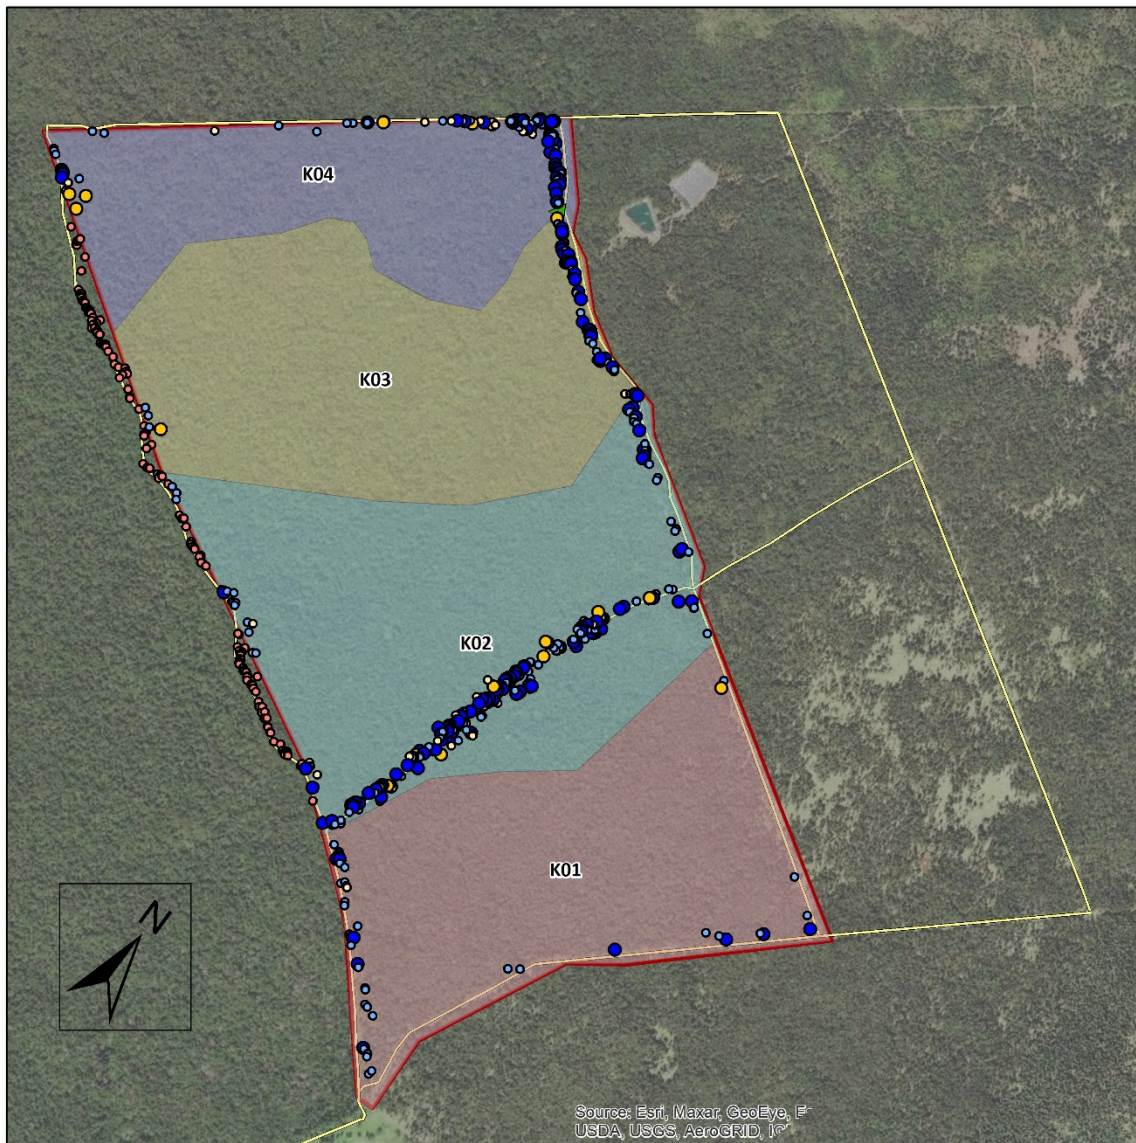 K04
K03
K02
K01
N
Source: Esri, Maxar, GeoEye,
USDA, USGS, AeroGRID,